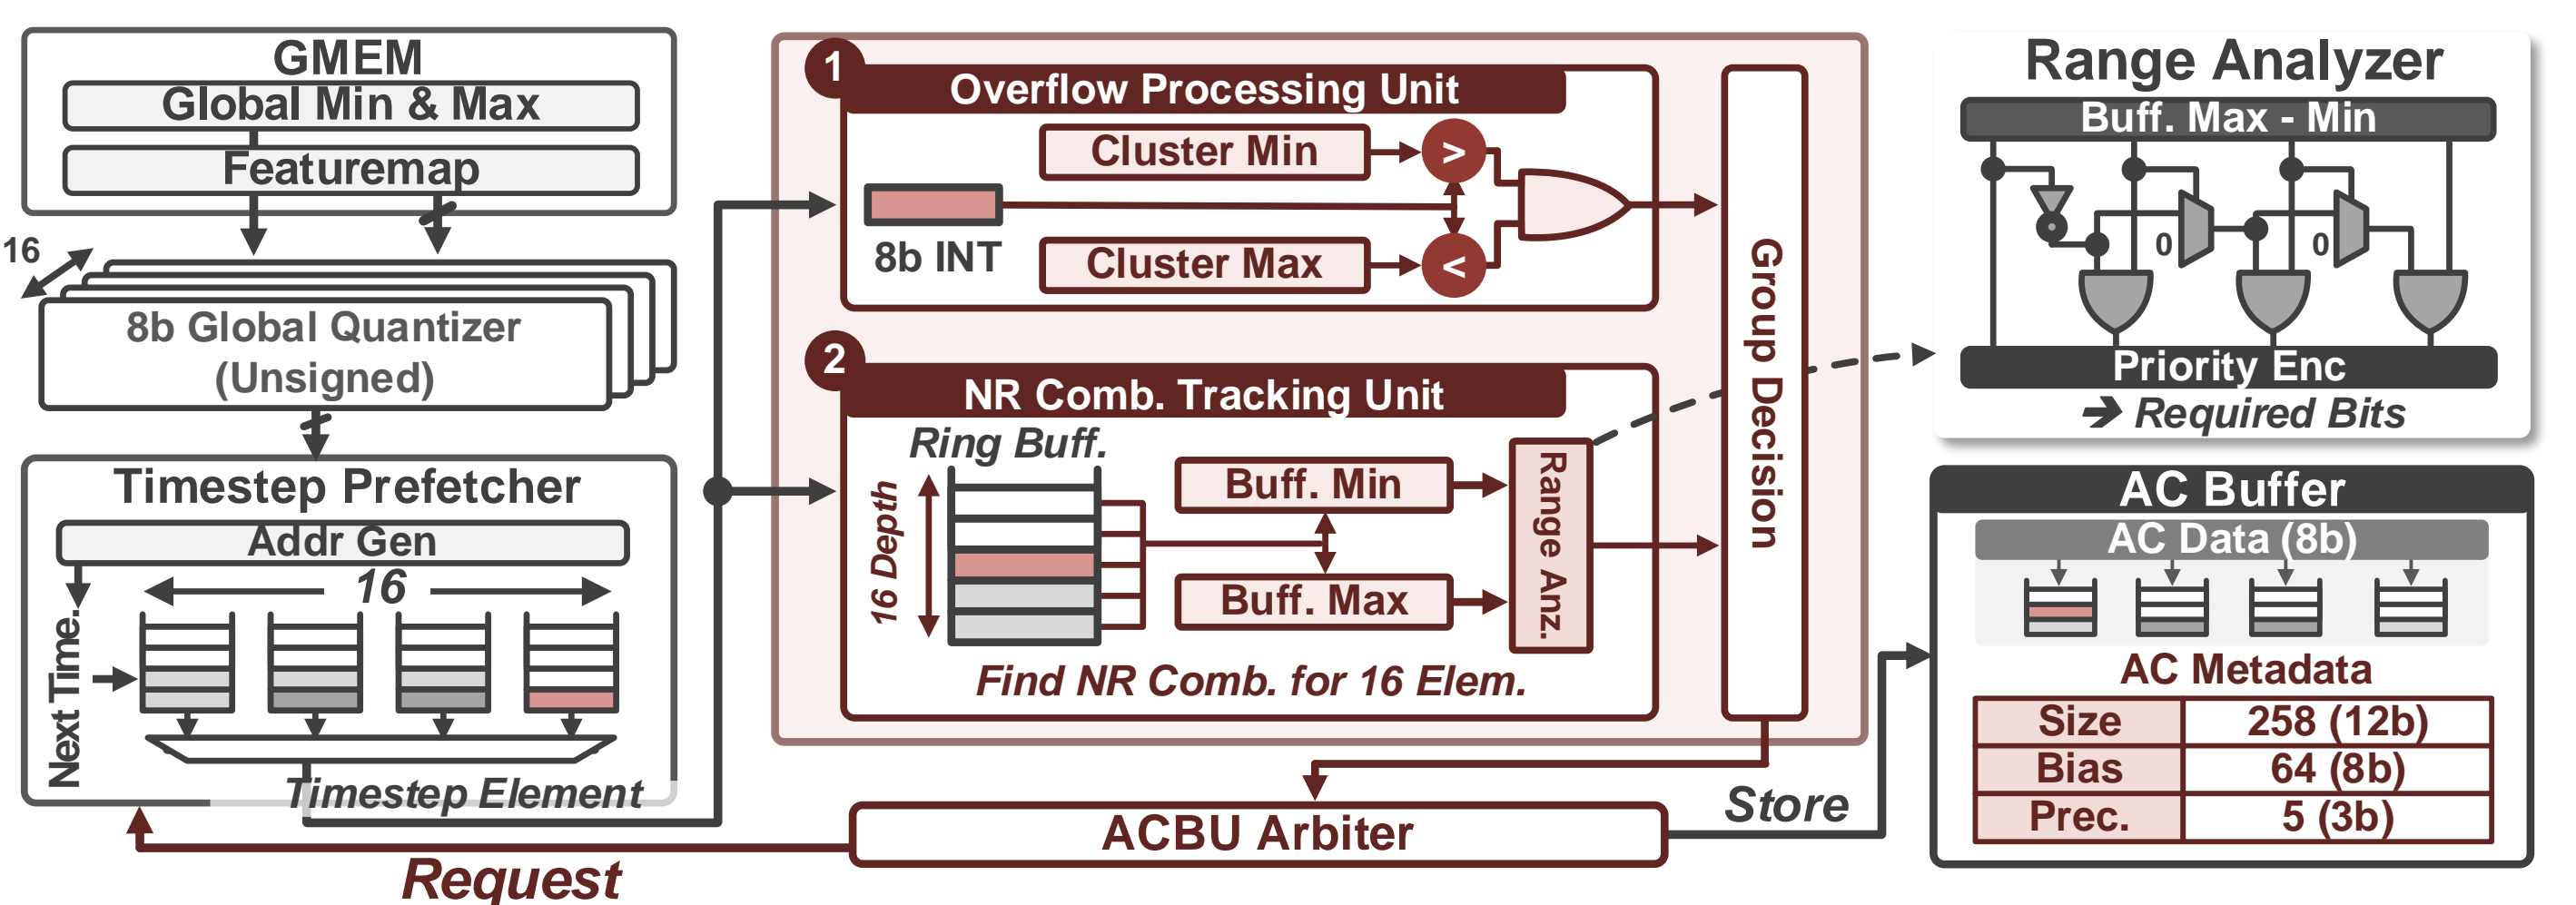 GMEM
Global Min & Max
Featuremap
16
8b Global Quantizer
(Unsigned)
Timestep Prefetcher
Addr Gen
16
Next Time.
Timestep Element
Request
1
Overflow Processing Unit
Cluster Min
>
8b INT
Cluster Max
<
2
NR Comb. Tracking Unit
Ring Buff.
16 Depth
Buff. Min
Buff. Max
Range Anz.
Find NR Comb. for 16 Elem.
Group Decision
ACBU Arbiter
Store
Range Analyzer
Buff. Max - Min
0
0
Priority Enc
➔ Required Bits
AC Buffer
AC Data (8b)
AC Metadata
Size 258 (12b)
Bias 64 (8b)
Prec. 5 (3b)